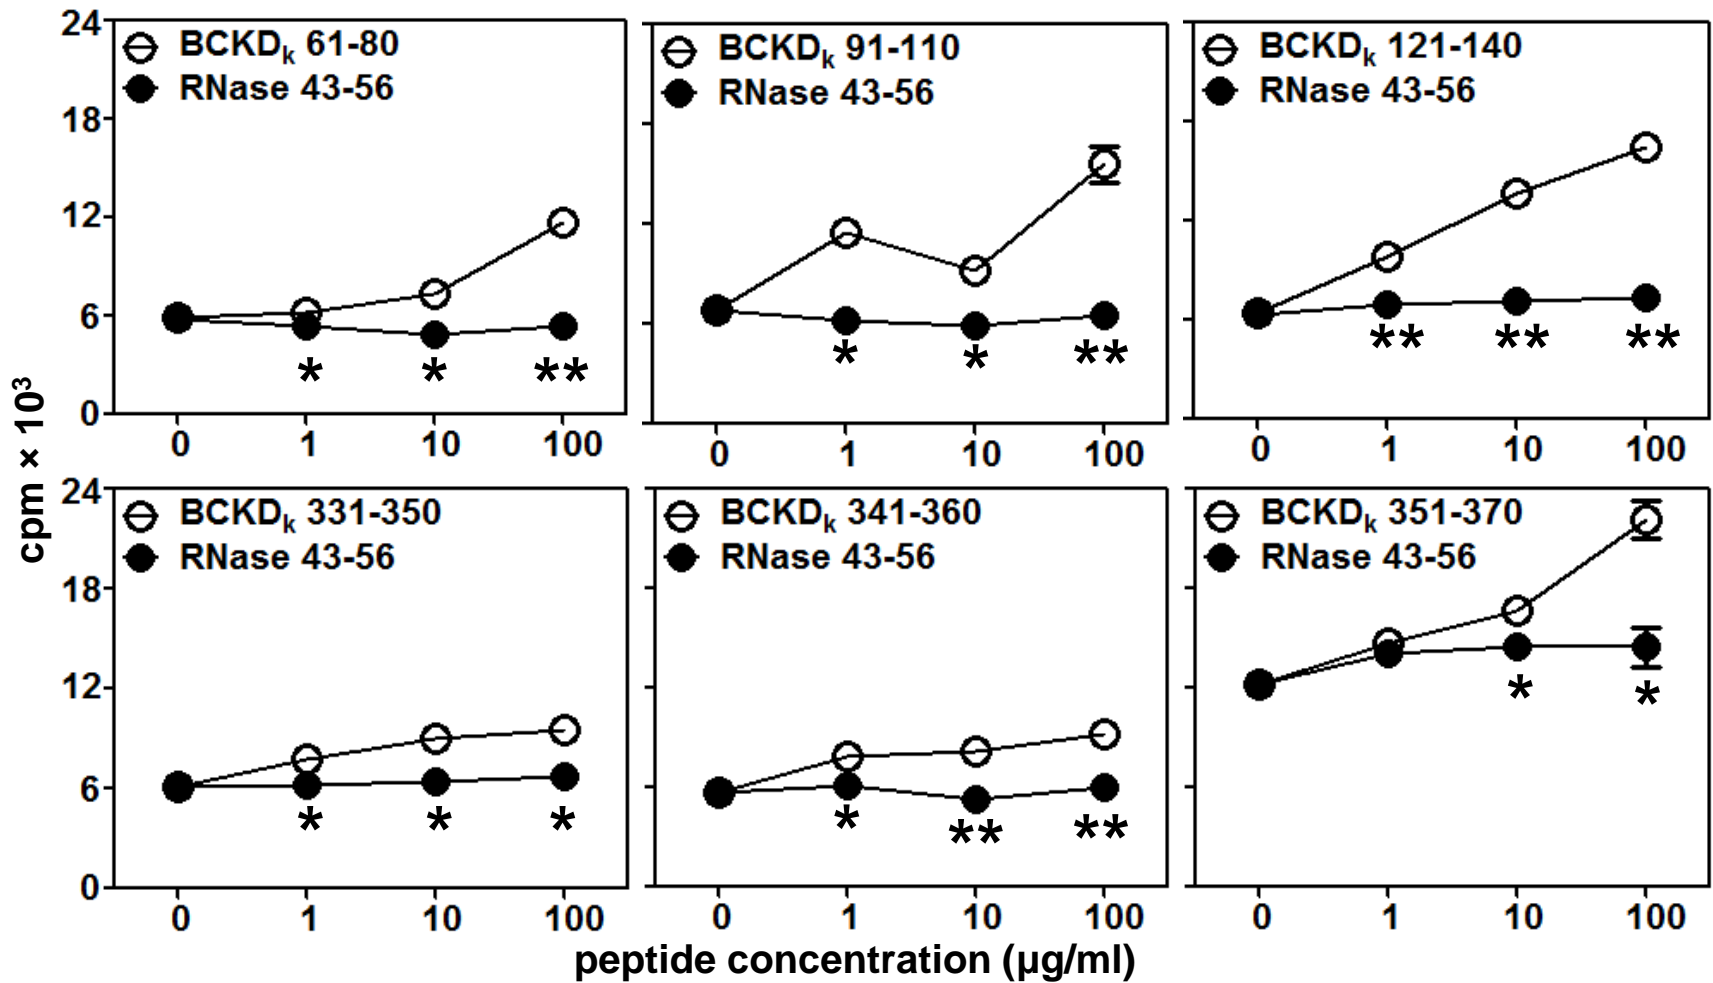 24
18
12
6
0
BCKDk 61-80
RNase 43-56
*
*
**
0 1 10 100
BCKDk 91-110
RNase 43-56
*
*
**
0 1 10 100
BCKDk 121-140
RNase 43-56
** ** **
0 1 10 100
cpm × 10³
24
18
12
6
0
BCKDk 331-350
RNase 43-56
* * *
0 1 10 100
BCKDk 341-360
RNase 43-56
* ** **
0 1 10 100
BCKDk 351-370
RNase 43-56
* *
0 1 10 100
peptide concentration (µg/ml)